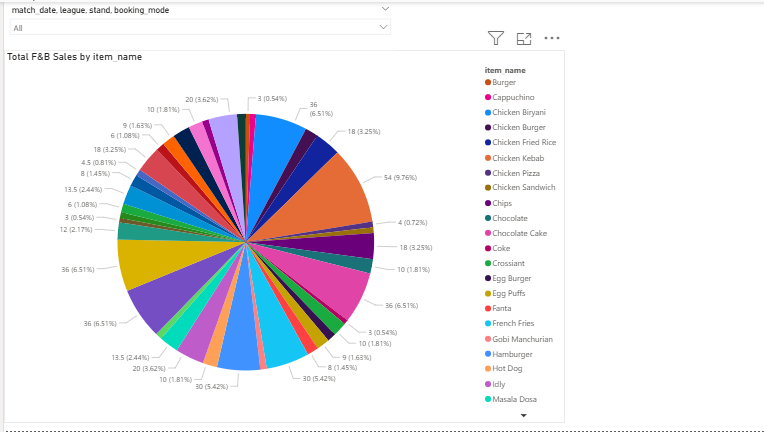 match_date, league, stand, booking_mode
All
Total F&B Sales by item_name
3 (0.54%)
36
(6.51%)
18 (3.25%)
54 (9.76%)
4 (0.72%)
18 (3.25%)
10 (1.81%)
36 (6.51%)
3 (0.54%)
10 (1.81%)
9 (1.63%)
8 (1.45%)
30 (5.42%)
30 (5.42%)
10 (1.81%)
20 (3.62%)
13.5 (2.44%)
36 (6.51%)
36 (6.51%)
12 (2.17%)
3 (0.54%)
6 (1.08%)
13.5 (2.44%)
8 (1.45%)
4.5 (0.81%)
18 (3.25%)
6 (1.08%)
9 (1.63%)
10 (1.81%)
20 (3.62%)
item_name
Burger
Cappuchino
Chicken Biryani
Chicken Burger
Chicken Fried Rice
Chicken Kebab
Chicken Pizza
Chicken Sandwich
Chips
Chocolate
Chocolate Cake
Coke
Crossiant
Egg Burger
Egg Puffs
Fanta
French Fries
Gobi Manchurian
Hamburger
Hot Dog
Idly
Masala Dosa